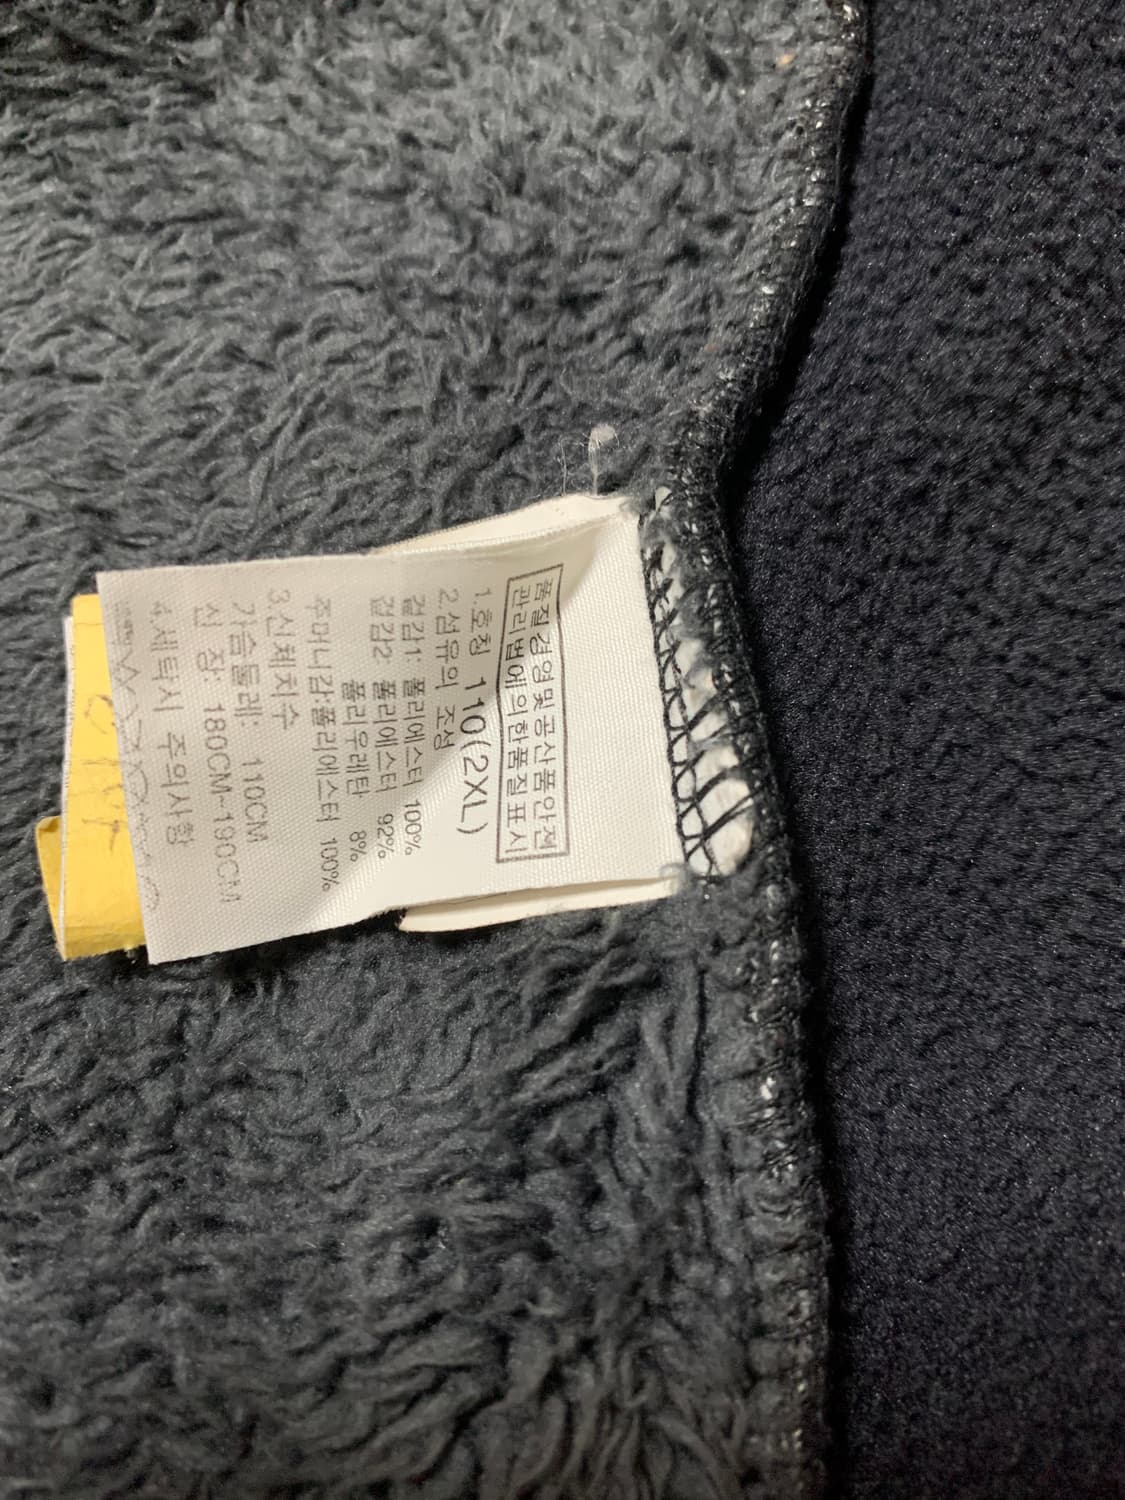 품질경영및공산품안전
관리법에의한품질표시
1.호칭 110(2XL)
2.섬유의 조성
겉감1: 폴리에스터 100%
겉감2: 폴리에스터 92%
폴리우레탄 8%
주머니감:폴리에스터 100%
3.신체치수
가슴둘레: 110CM
신 장: 180CM~190CM
4.세탁시 주의사항